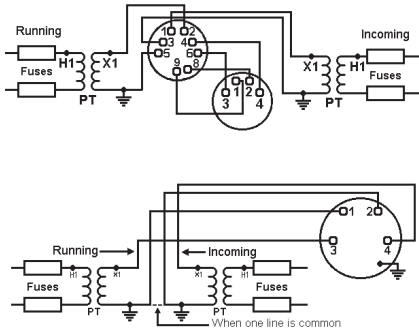 Running
Incoming
1 2
H1 X1 3 4 X1 H1
5 6
Fuses 9 8 Fuses
1 2
PT 3 4 PT
1 2
Running Incoming
3 4
H1 X1 X1 H1
Fuses Fuses
PT PT
When one line is common